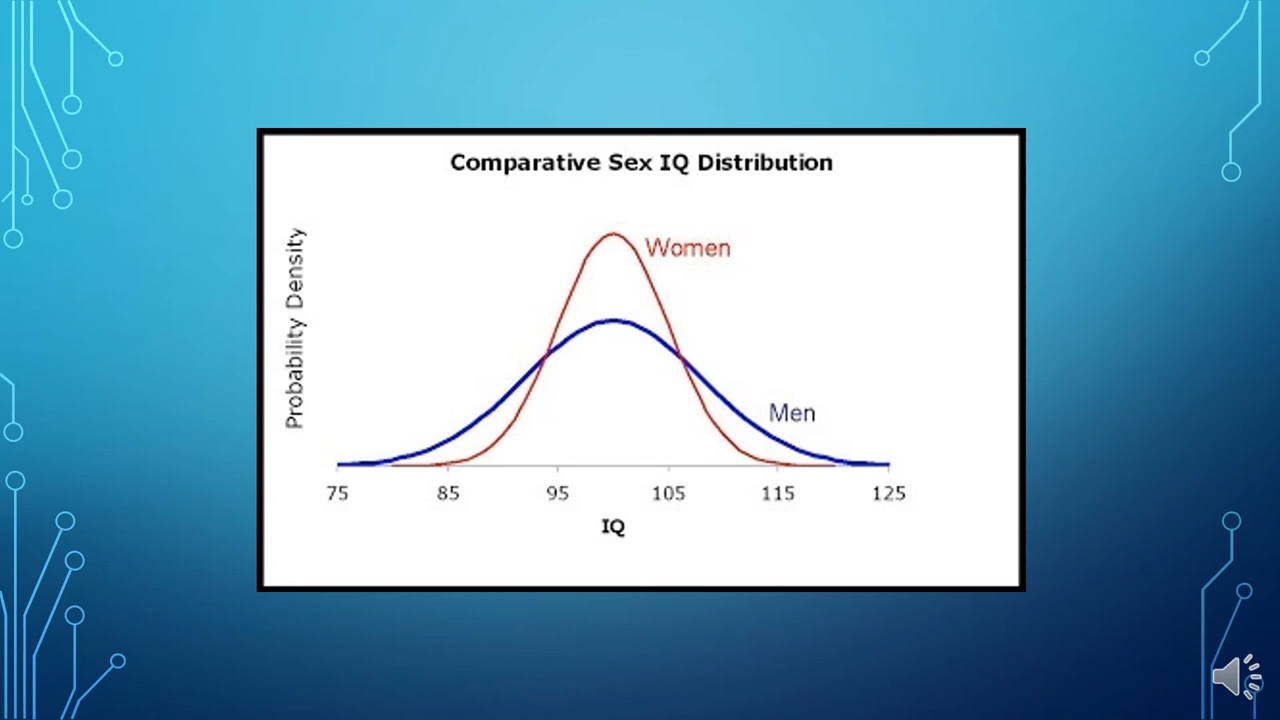 Comparative Sex IQ Distribution
Probability Density
Women
Men
75 85 95 105 115 125
IQ